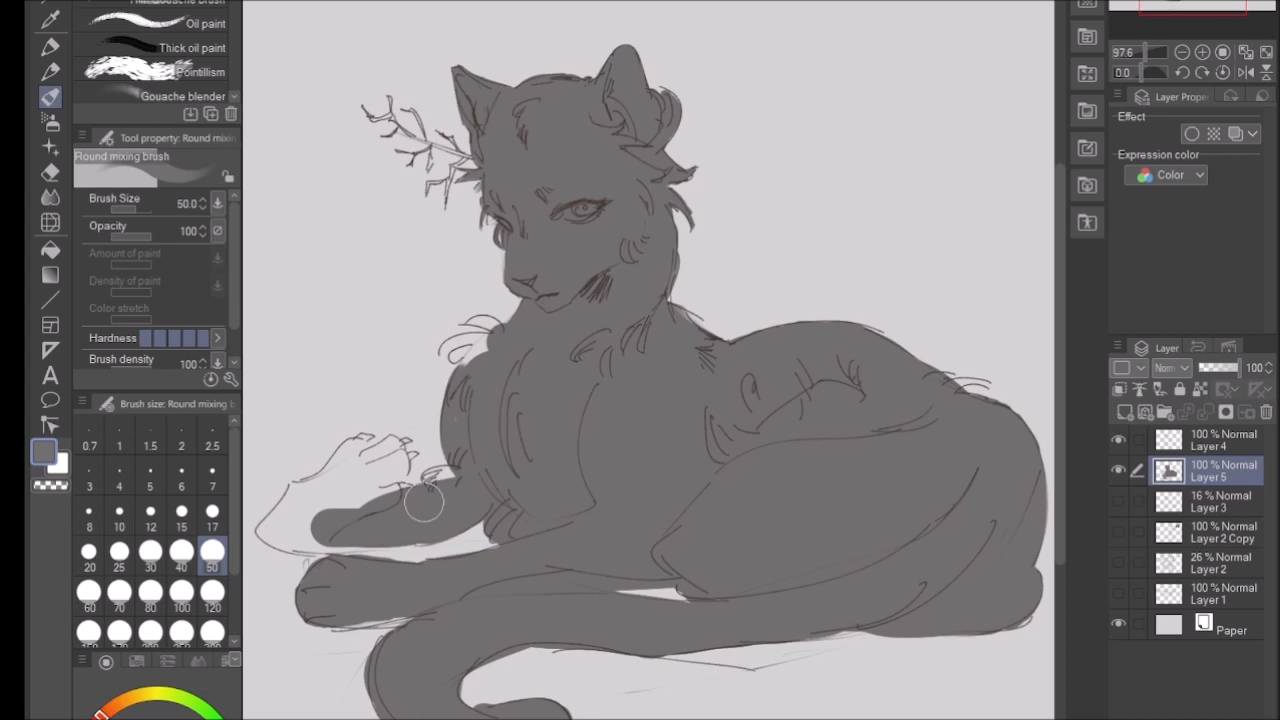 Oil paint
Thick oil paint
Pointillism
Gouache blender
Tool property: Round mixin
Round mixing brush
Brush Size 50.0
Opacity 100
Amount of paint
Density of paint
Color stretch
Hardness
Brush density 100
Brush size: Round mixing b
0.7 1 1.5 2 2.5
3 4 5 6 7
8 10 12 15 17
20 25 30 40 50
60 70 80 100 120
97.6
0.0
Layer Proper
Effect
Expression color
Color
Layer
Norm 100
100 % Normal
Layer 4
100 % Normal
Layer 5
16 % Normal
Layer 3
100 % Normal
Layer 2 Copy
26 % Normal
Layer 2
100 % Normal
Layer 1
Paper